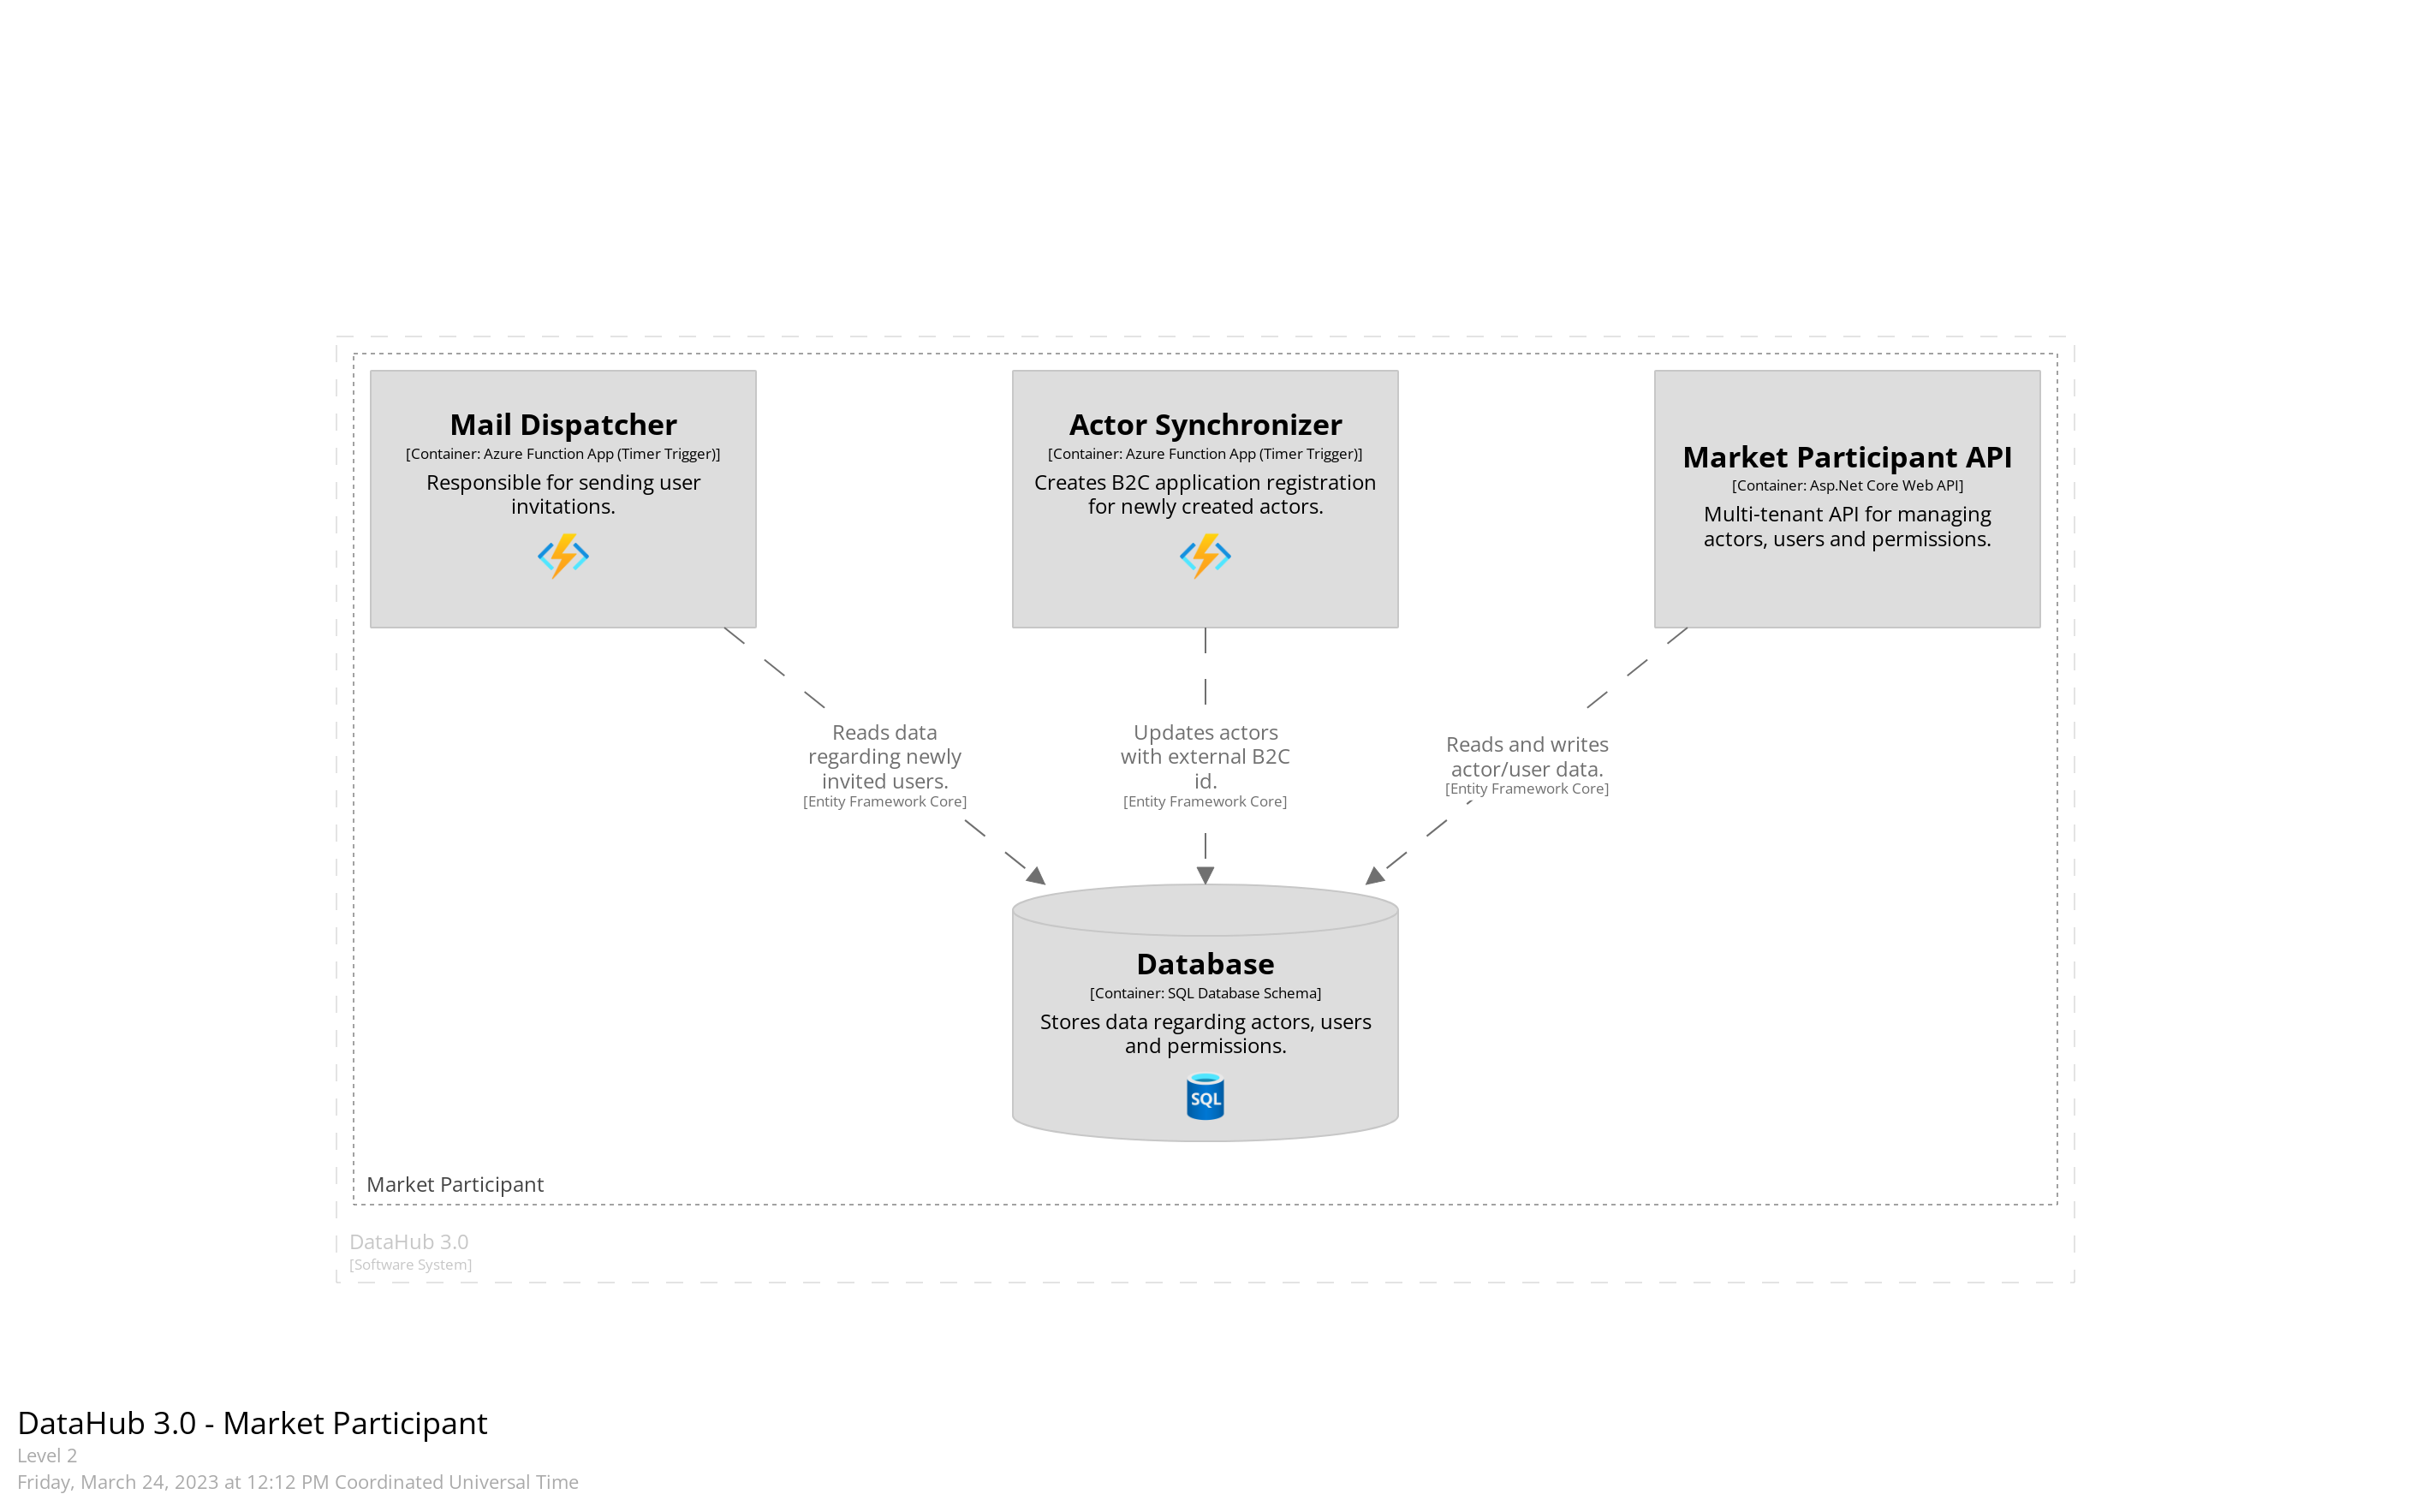 Mail Dispatcher
[Container: Azure Function App (Timer Trigger)]
Responsible for sending user
invitations.
Actor Synchronizer
[Container: Azure Function App (Timer Trigger)]
Creates B2C application registration
for newly created actors.
Market Participant API
[Container: Asp.Net Core Web API]
Multi-tenant API for managing
actors, users and permissions.
Reads data
regarding newly
invited users.
[Entity Framework Core]
Updates actors
with external B2C
id.
[Entity Framework Core]
Reads and writes
actor/user data.
[Entity Framework Core]
Database
[Container: SQL Database Schema]
Stores data regarding actors, users
and permissions.
SQL
Market Participant
DataHub 3.0
[Software System]
DataHub 3.0 - Market Participant
Level 2
Friday, March 24, 2023 at 12:12 PM Coordinated Universal Time